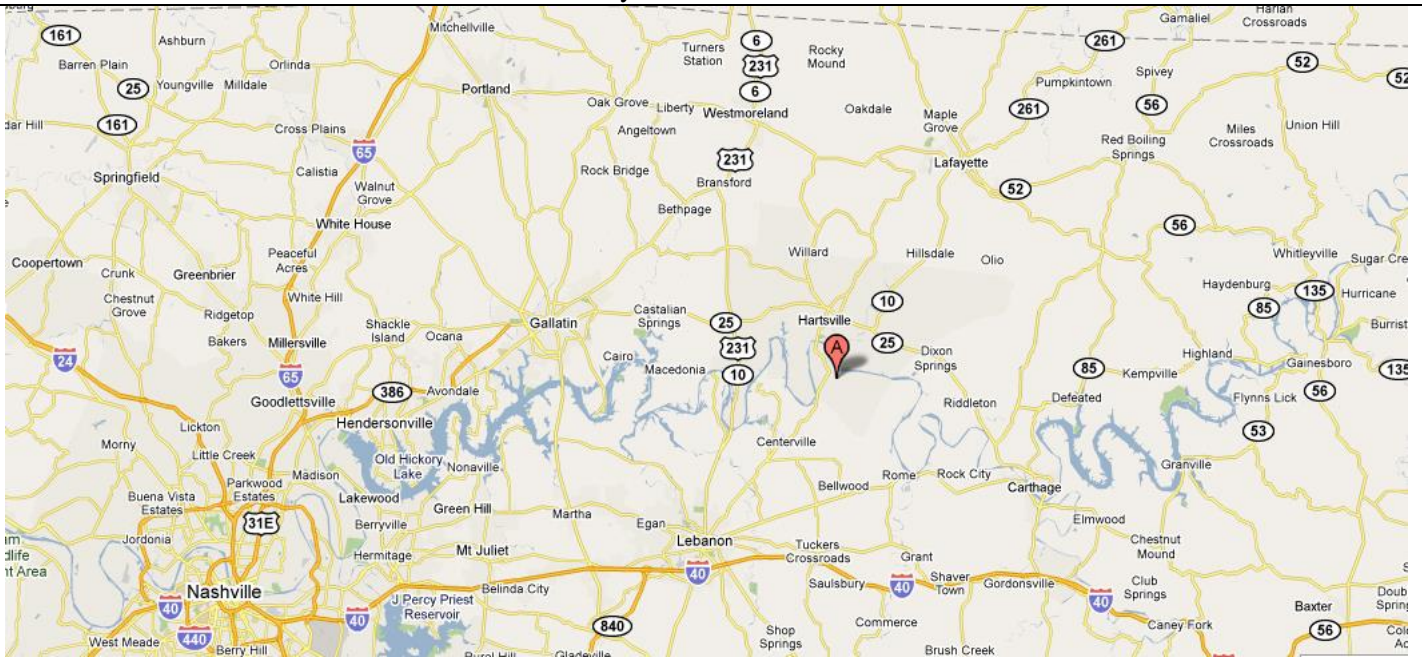 Mitchellville
Gamaliel
Harlan
Crossroads
161
Ashburn
Turners
Station
6
231
6
Rocky
Mound
261
Orlinda
Barren Plain
Spivey
52
52
25
Youngville
Milldale
Portland
Pumpkintown
Oak Grove
Liberty
Westmoreland
Oakdale
Maple
Grove
261
56
161
Cross Plains
Angeltown
Red Boiling
Springs
Miles
Crossroads
Union Hill
65
231
Lafayette
Springfield
Calistia
Rock Bridge
Bransford
52
Walnut
Grove
Bethpage
White House
56
Coopertown
Crunk
Greenbrier
Peaceful
Acres
Willard
Hillsdale
Olio
Whitleyville
Haydenburg
135
Hurricane
Chestnut
Grove
White Hill
10
85
Ridgetop
Castalian
Springs
25
Hartsville
Gallatin
Shackle
Island
Ocana
Bakers
Millersville
231
A
25
24
Cairo
Macedonia
10
Dixon
Springs
Highland
Gainesboro
65
85
Kempville
135
Goodlettsville
386
Avondale
Defeated
Flynns Lick
56
Riddleton
Lickton
Hendersonville
53
Morny
Little Creek
Centerville
Old Hickory
Lake
Nonaville
Madison
Granville
Parkwood
Estates
Rome
Rock City
Buena Vista
Estates
Lakewood
Bellwood
Carthage
Green Hill
Martha
31E
Berryville
Egan
Elmwood
Jordonia
Lebanon
Chestnut
Mound
Hermitage
Mt Juliet
Tuckers
Crossroads
Grant
40
Nashville
Belinda City
Saulsbury
40
Shaver
Town
Gordonsville
Club
Springs
40
40
J Percy Priest
Reservoir
40
Baxter
840
Commerce
Caney Fork
56
West Meade
440
Berry Hill
Shop
Springs
Brush Creek
Gladeville